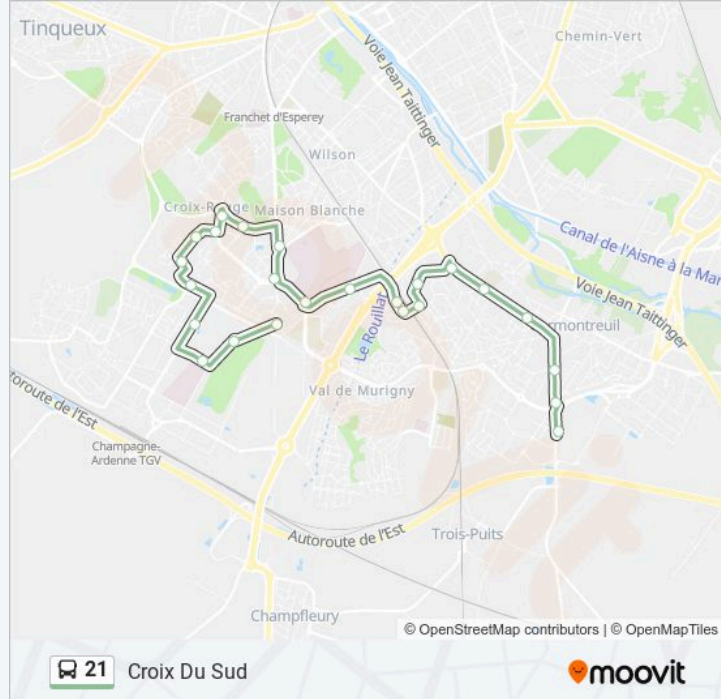 Tinqueux
Chemin-Vert
Voie Jean Taittinger
Franchet d'Esperey
Wilson
Croix-Rouge
Maison Blanche
Canal de l'Aisne à la Mar
Voie Jean Taittinger
Le Rouillat
rmontreuil
Val de Murigny
oroute de l'Est
Champagne-
Ardenne TGV
Autoroute de l'Est
Trois-Puits
Champfleury
© OpenStreetMap contributors | © OpenMapTiles
21 Croix Du Sud
moovit